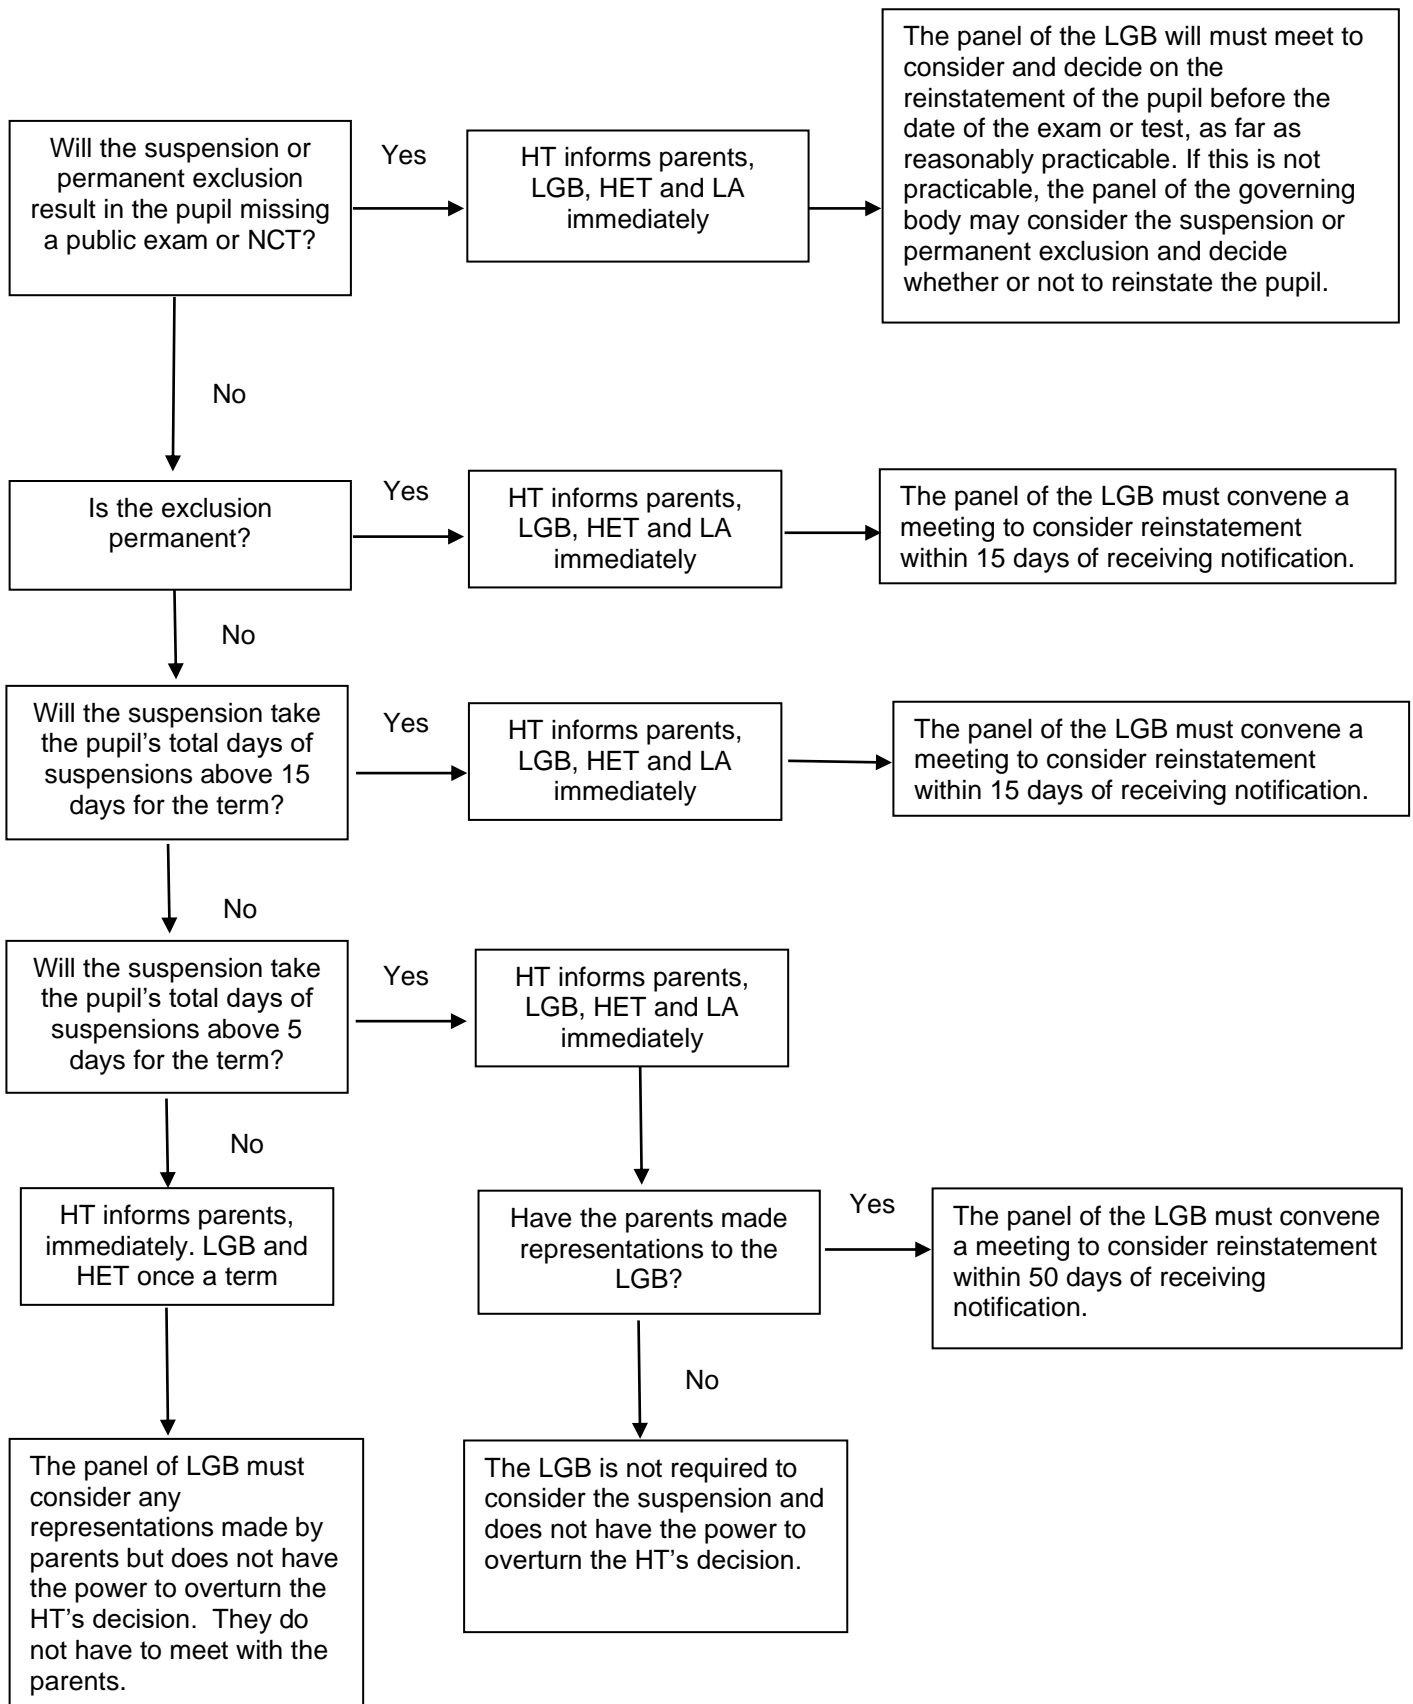 Will the suspension or
permanent exclusion
result in the pupil missing
a public exam or NCT?
Yes
HT informs parents,
LGB, HET and LA
immediately
The panel of the LGB will must meet to
consider and decide on the
reinstatement of the pupil before the
date of the exam or test, as far as
reasonably practicable. If this is not
practicable, the panel of the governing
body may consider the suspension or
permanent exclusion and decide
whether or not to reinstate the pupil.
No
Is the exclusion
permanent?
Yes
HT informs parents,
LGB, HET and LA
immediately
The panel of the LGB must convene a
meeting to consider reinstatement
within 15 days of receiving notification.
No
Will the suspension take
the pupil’s total days of
suspensions above 15
days for the term?
Yes
HT informs parents,
LGB, HET and LA
immediately
The panel of the LGB must convene a
meeting to consider reinstatement
within 15 days of receiving notification.
No
Will the suspension take
the pupil’s total days of
suspensions above 5
days for the term?
Yes
HT informs parents,
LGB, HET and LA
immediately
No
HT informs parents,
immediately. LGB and
HET once a term
Have the parents made
representations to the
LGB?
Yes
The panel of the LGB must convene
a meeting to consider reinstatement
within 50 days of receiving
notification.
No
The panel of LGB must
consider any
representations made by
parents but does not have
the power to overturn the
HT’s decision.  They do
not have to meet with the
parents.
The LGB is not required to
consider the suspension and
does not have the power to
overturn the HT’s decision.